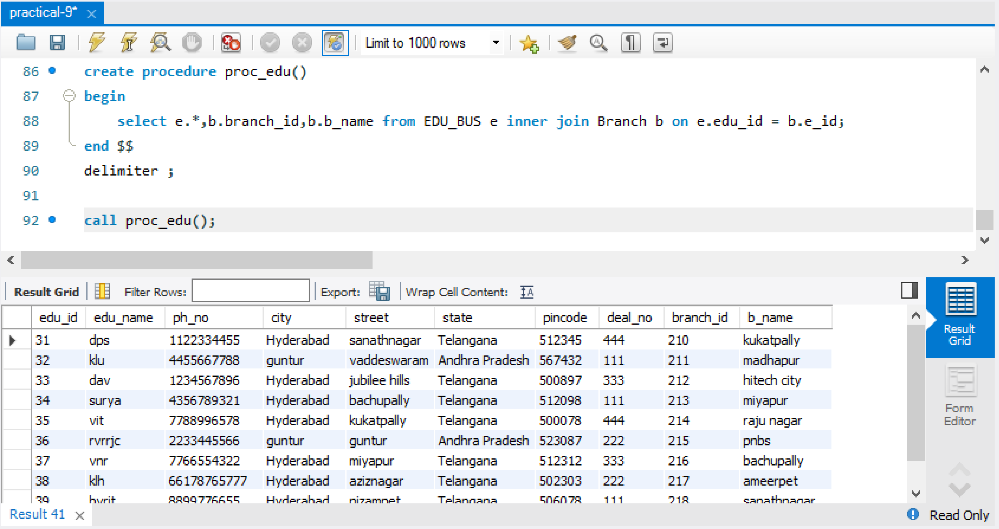 practical-9*
Limit to 1000 rows
86 create procedure proc_edu()
87 begin
88 select e.*,b.branch_id,b.b_name from EDU_BUS e inner join Branch b on e.edu_id = b.e_id;
89 end $$
90 delimiter ;
91
92 call proc_edu();
Result Grid Filter Rows: Export: Wrap Cell Content:
edu_id edu_name ph_no city street state pincode deal_no branch_id b_name
31 dps 1122334455 Hyderabad sanathnagar Telangana 512345 444 210 kukatpally
32 klu 4455667788 guntur vaddeswaram Andhra Pradesh 567432 111 211 madhapur
33 dav 1234567896 Hyderabad jubilee hills Telangana 500897 333 212 hitech city
34 surya 4356789321 Hyderabad bachupally Telangana 512098 111 213 miyapur
35 vit 7788996578 Hyderabad kukatpally Telangana 500078 444 214 raju nagar
36 rvrrjc 2233445566 guntur guntur Andhra Pradesh 523087 222 215 pnbs
37 vnr 7766554322 Hyderabad miyapur Telangana 512312 333 216 bachupally
38 klh 66178765777 Hyderabad aziznagar Telangana 502303 222 217 ameerpet
39 8899776655 Hyderabad nizampet Telangana 506078 111 218 sanathnagar
Result
Grid
Form
Editor
Result 41
Read Only